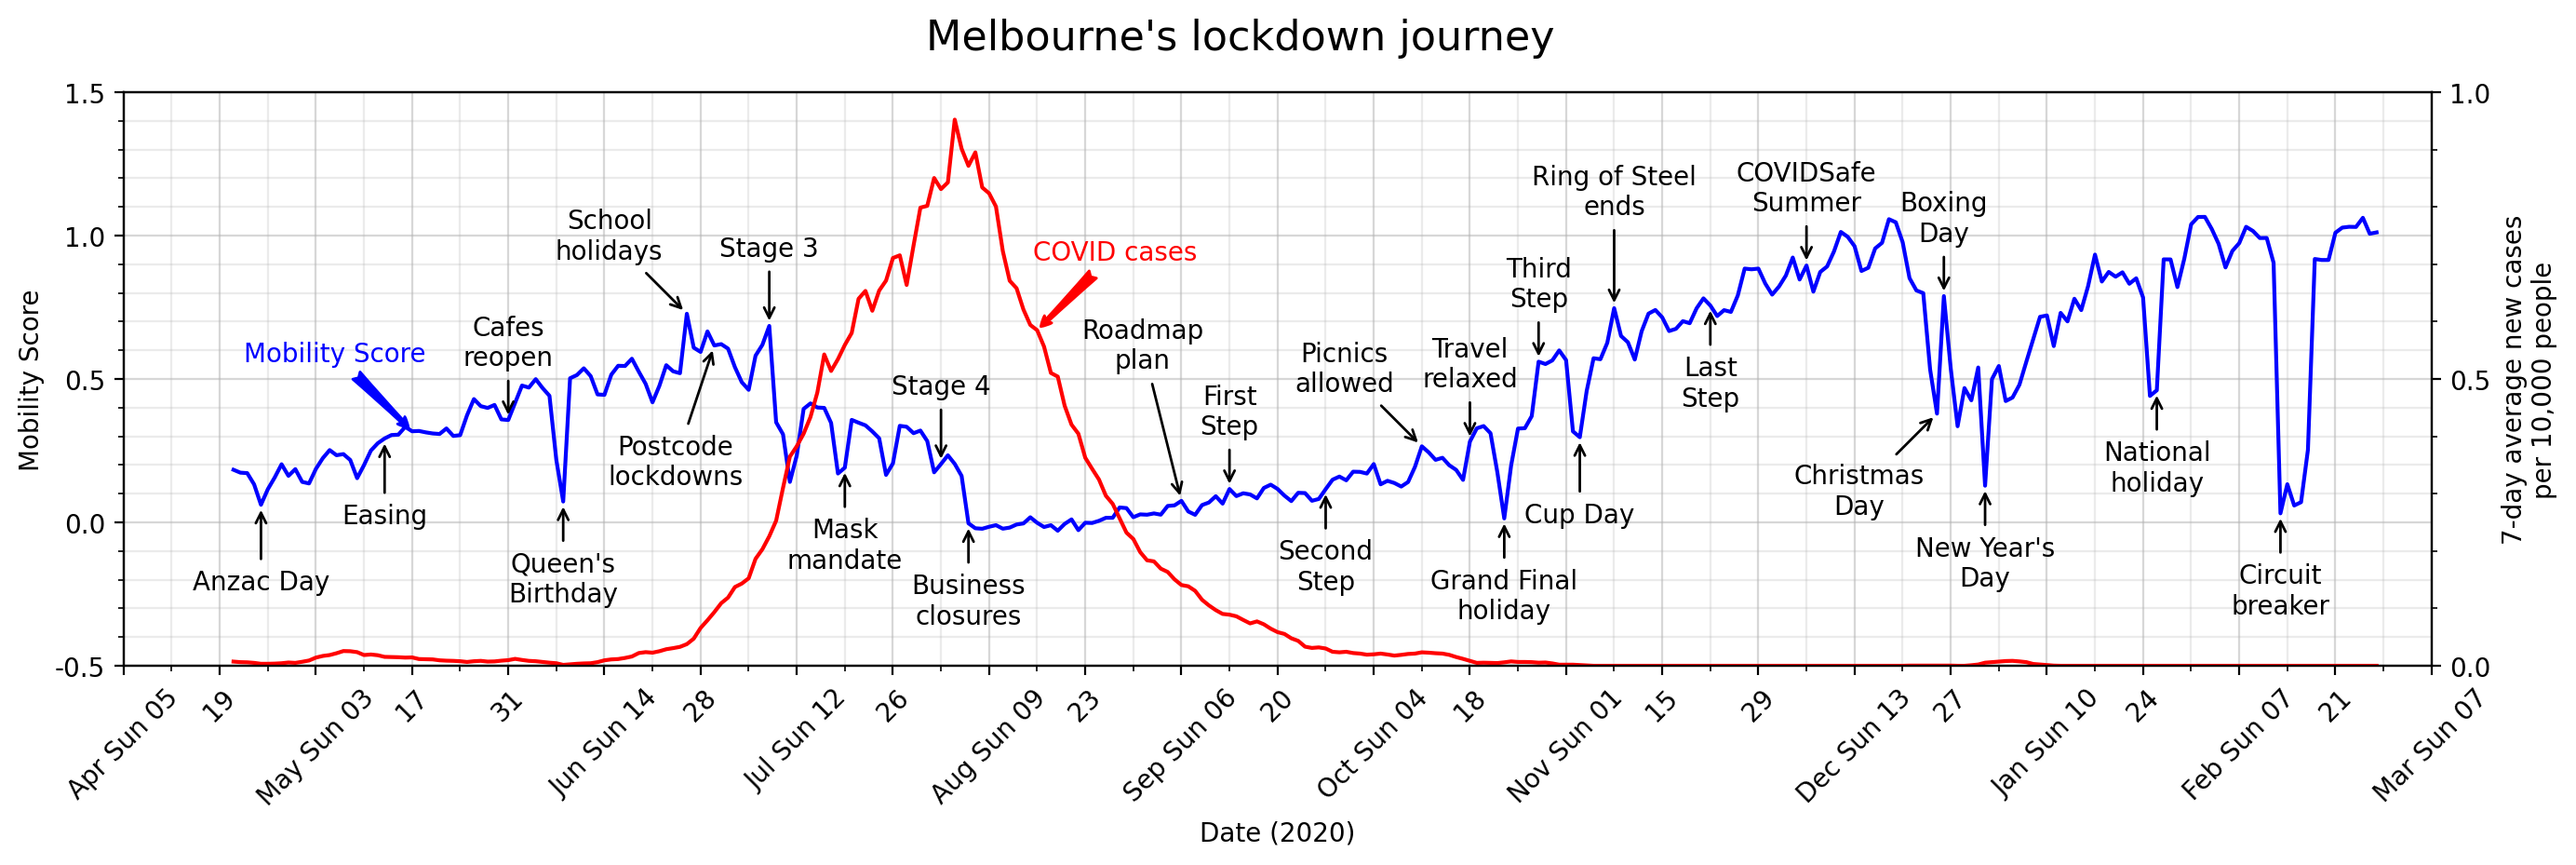 Melbourne's lockdown journey
1.5
1.0
0.5
0.0
-0.5
Mobility Score
1.0
0.5
0.0
7-day average new cases
per 10,000 people
Mobility Score
COVID cases
Anzac Day
Easing
Cafes
reopen
Queen's
Birthday
School
holidays
Postcode
lockdowns
Stage 3
Mask
mandate
Stage 4
Business
closures
Roadmap
plan
First
Step
Second
Step
Picnics
allowed
Travel
relaxed
Grand Final
holiday
Third
Step
Cup Day
Ring of Steel
ends
Last
Step
COVIDSafe
Summer
Christmas
Day
Boxing
Day
New Year's
Day
National
holiday
Circuit
breaker
Apr Sun 05
19
May Sun 03
17
31
Jun Sun 14
28
Jul Sun 12
26
Aug Sun 09
23
Sep Sun 06
20
Oct Sun 04
18
Nov Sun 01
15
29
Dec Sun 13
27
Jan Sun 10
24
Feb Sun 07
21
Mar Sun 07
Date (2020)